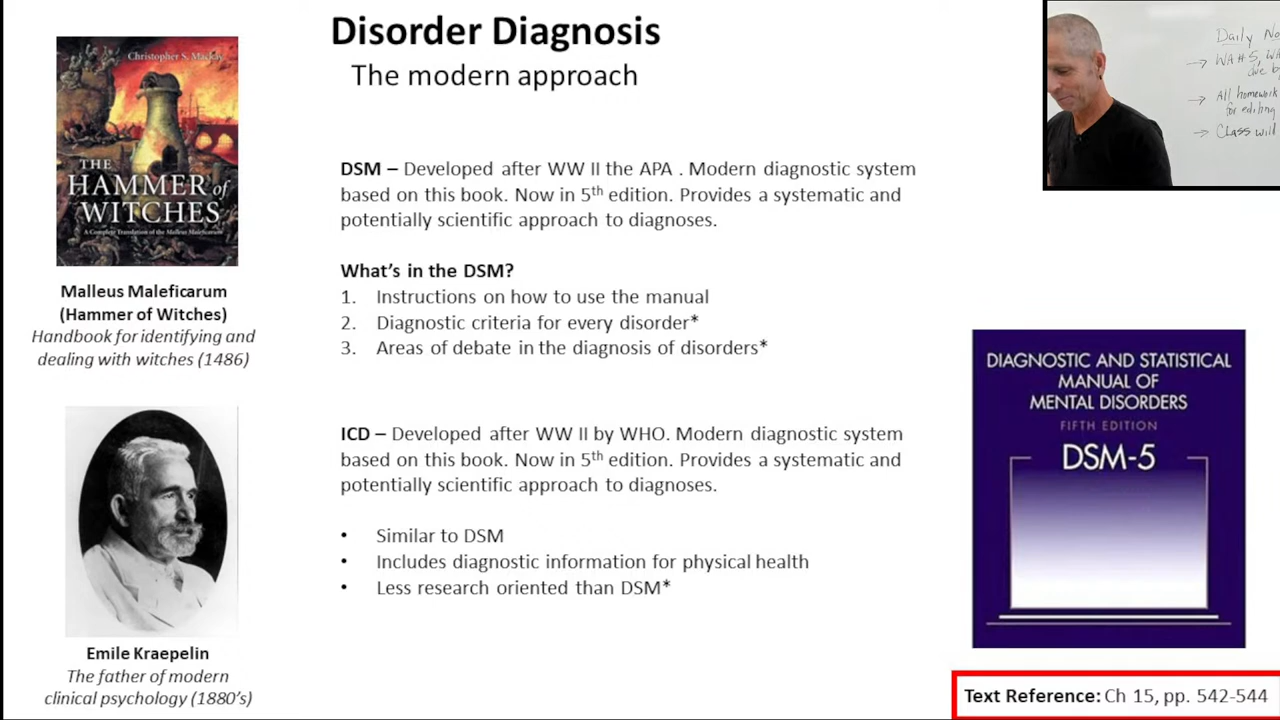 Disorder Diagnosis
The modern approach
Christopher S. Mackay
THE
HAMMER of
WITCHES
A Complete Translation of the Malleus Maleficarum
Malleus Maleficarum
(Hammer of Witches)
Handbook for identifying and
dealing with witches (1486)
Emile Kraepelin
The father of modern
clinical psychology (1880's)
DSM – Developed after WW II the APA . Modern diagnostic system
based on this book. Now in 5th edition. Provides a systematic and
potentially scientific approach to diagnoses.
What's in the DSM?
1. Instructions on how to use the manual
2. Diagnostic criteria for every disorder*
3. Areas of debate in the diagnosis of disorders*
ICD – Developed after WW II by WHO. Modern diagnostic system
based on this book. Now in 5th edition. Provides a systematic and
potentially scientific approach to diagnoses.
• Similar to DSM
• Includes diagnostic information for physical health
• Less research oriented than DSM*
Daily No
→ WA #5, WA
due by
→ All homework
for editing
→ Class will
DIAGNOSTIC AND STATISTICAL
MANUAL OF
MENTAL DISORDERS
FIFTH EDITION
DSM-5
Text Reference: Ch 15, pp. 542-544